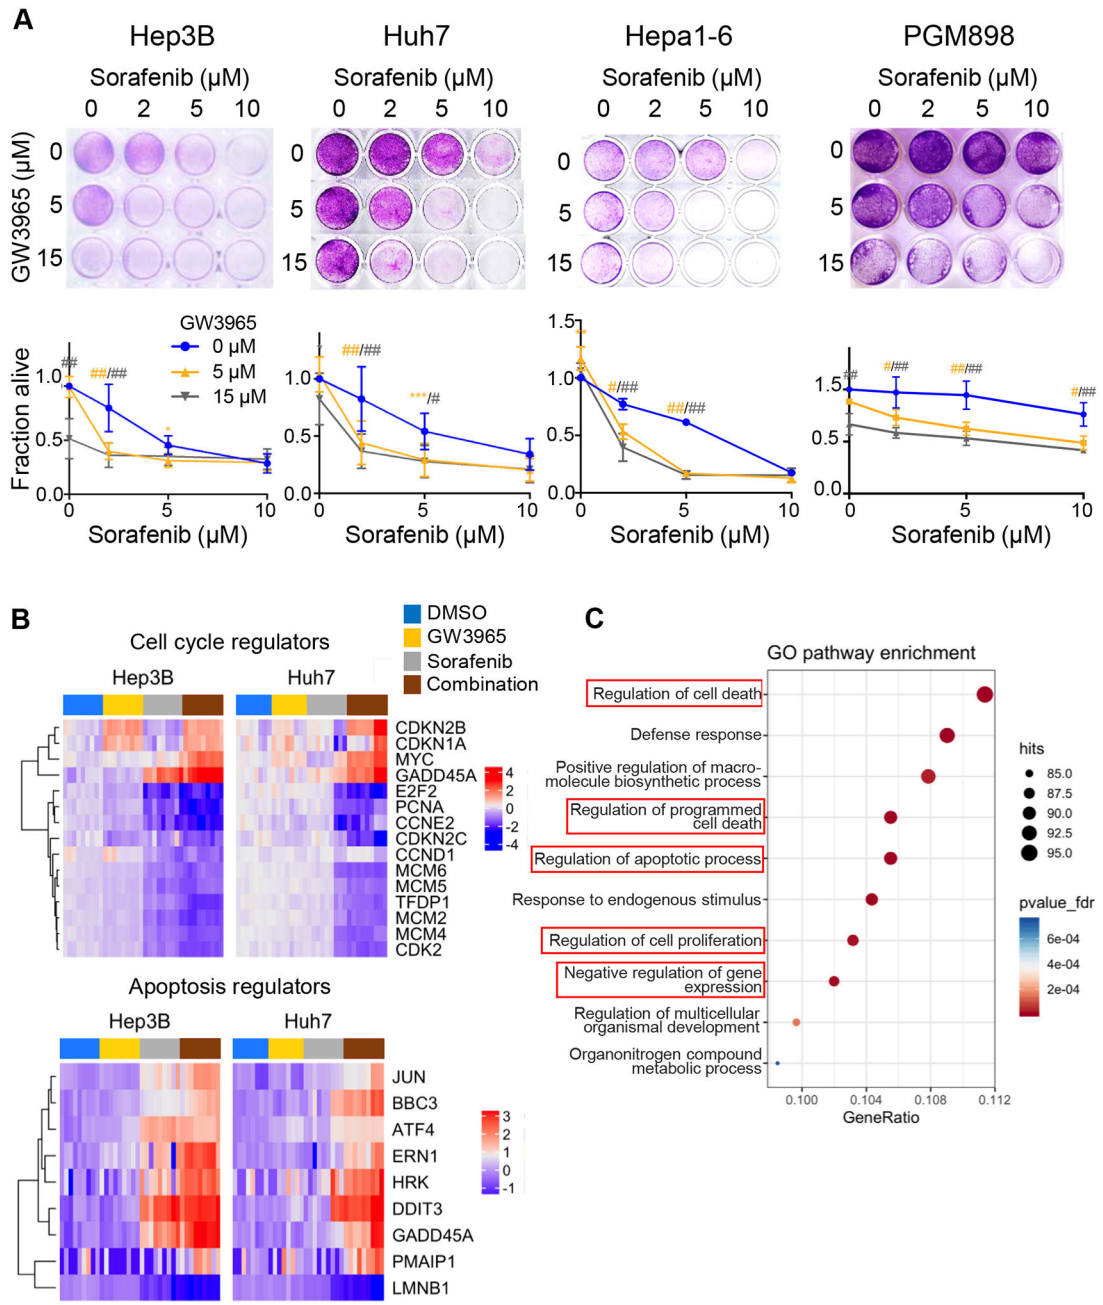 A
Hep3B
Huh7
Hepa1-6
PGM898
Sorafenib (µM)
Sorafenib (µM)
Sorafenib (µM)
Sorafenib (µM)
0 2 5 10
0 2 5 10
0 2 5 10
0 2 5 10
GW3965 (µM)
0
5
15
0
5
15
0
5
15
0
5
15
Fraction alive
GW3965
0 µM
5 µM
15 µM
1.0
0.5
0.0
##
##/##
*
0 5 10
Sorafenib (µM)
1.0
0.5
0.0
*
##/##
***/#
0 5 10
Sorafenib (µM)
1.5
1.0
0.5
0.0
**
#/##
##/##
0 5 10
Sorafenib (µM)
1.5
0.5
0.0
##
#/##
##/##
#/##
0 5 10
Sorafenib (µM)
B
DMSO
GW3965
Sorafenib
Combination
Cell cycle regulators
Hep3B
Huh7
CDKN2B
CDKN1A
MYC
GADD45A
E2F2
PCNA
CCNE2
CDKN2C
CCND1
MCM6
MCM5
TFDP1
MCM2
MCM4
CDK2
4
2
0
-2
-4
Apoptosis regulators
Hep3B
Huh7
JUN
BBC3
ATF4
ERN1
HRK
DDIT3
GADD45A
PMAIP1
LMNB1
3
2
1
0
-1
C
GO pathway enrichment
Regulation of cell death
Defense response
Positive regulation of macro-
molecule biosynthetic process
Regulation of programmed
cell death
Regulation of apoptotic process
Response to endogenous stimulus
Regulation of cell proliferation
Negative regulation of gene
expression
Regulation of multicellular
organismal development
Organonitrogen compound
metabolic process
0.100 0.104 0.108 0.112
GeneRatio
hits
85.0
87.5
90.0
92.5
95.0
pvalue_fdr
6e-04
4e-04
2e-04